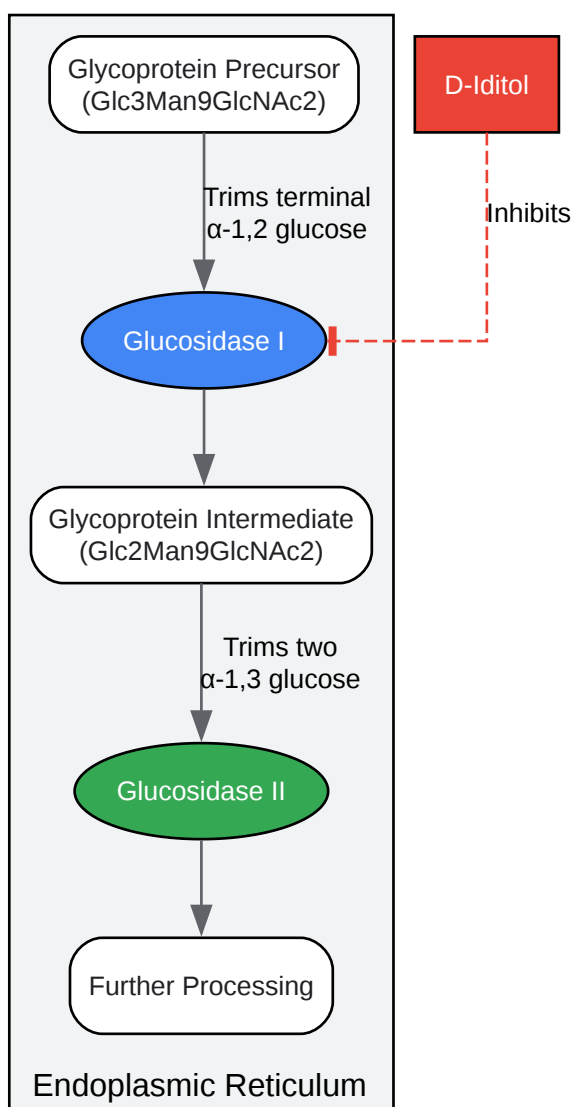 Glycoprotein Precursor
(Glc3Man9GlcNAc2)
D-Iditol
Trims terminal
α-1,2 glucose
Inhibits
Glucosidase I
Glycoprotein Intermediate
(Glc2Man9GlcNAc2)
Trims two
α-1,3 glucose
Glucosidase II
Further Processing
Endoplasmic Reticulum